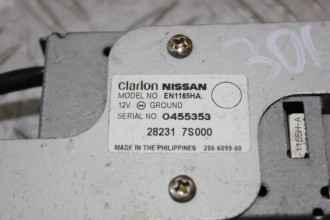 clarion NISSAN
MODEL NO. EN1165HA
12V ⊖ GROUND
SERIAL NO. 0455353
28231 7S000
MADE IN THE PHILIPPINES 286-6099-00
1165H-A